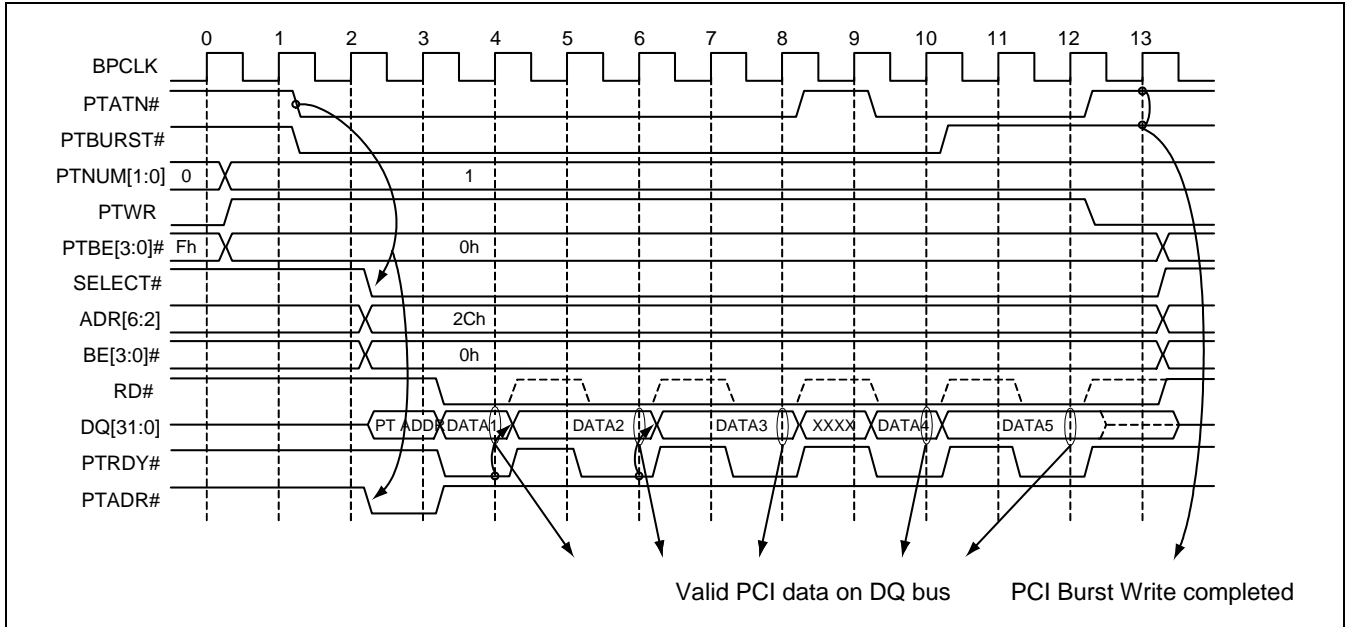 0 1 2 3 4 5 6 7 8 9 10 11 12 13
BPCLK
PTATN#
PTBURST#
PTNUM[1:0] 0 1
PTWR
PTBE[3:0]# Fh 0h
SELECT#
ADR[6:2] 2Ch
BE[3:0]# 0h
RD#
DQ[31:0] PT ADDR DATA1 DATA2 DATA3 XXXX DATA4 DATA5
PTRDY#
PTADR#
Valid PCI data on DQ bus PCI Burst Write completed